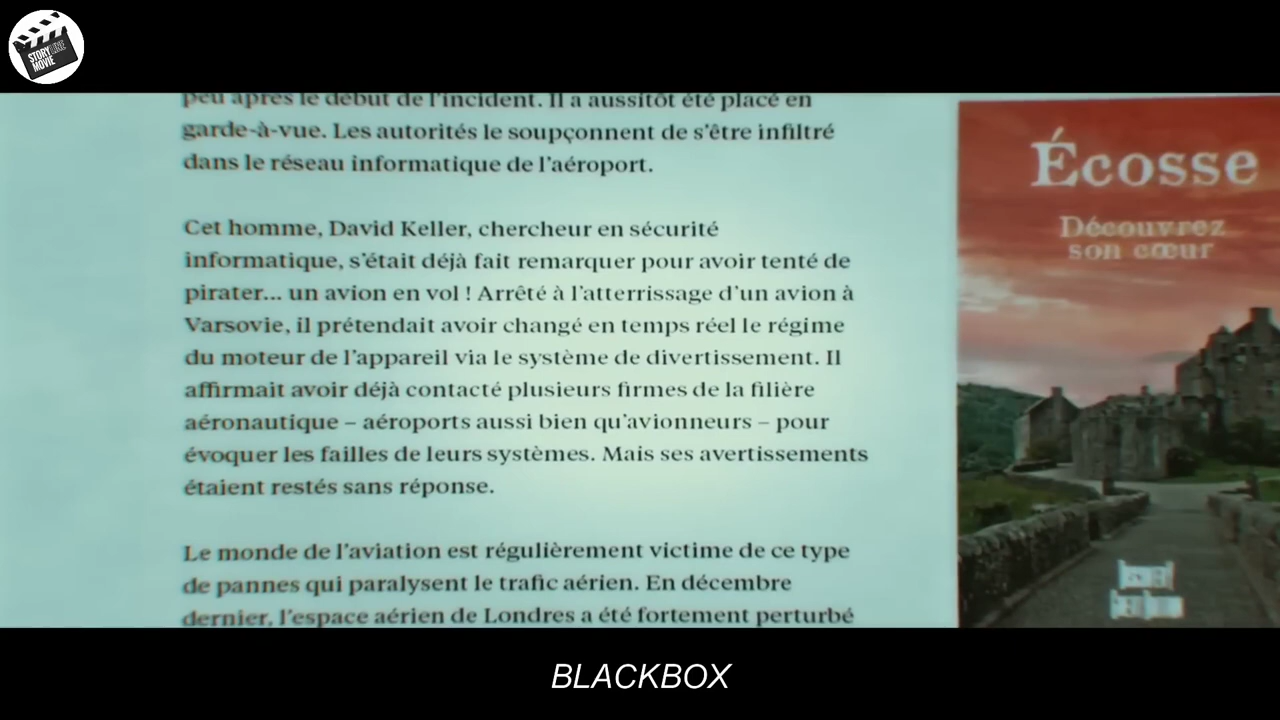 STORYLINE
MOVIE
peu après le début de l'incident. Il a aussitôt été placé en
garde-à-vue. Les autorités le soupçonnent de s'être infiltré
dans le réseau informatique de l'aéroport.
Cet homme, David Keller, chercheur en sécurité
informatique, s'était déjà fait remarquer pour avoir tenté de
pirater... un avion en vol ! Arrêté à l'atterrissage d'un avion à
Varsovie, il prétendait avoir changé en temps réel le régime
du moteur de l'appareil via le système de divertissement. Il
affirmait avoir déjà contacté plusieurs firmes de la filière
aéronautique – aéroports aussi bien qu'avionneurs – pour
évoquer les failles de leurs systèmes. Mais ses avertissements
étaient restés sans réponse.
Le monde de l'aviation est régulièrement victime de ce type
de pannes qui paralysent le trafic aérien. En décembre
dernier, l'espace aérien de Londres a été fortement perturbé
Écosse
Découvrez
son cœur
BLACKBOX